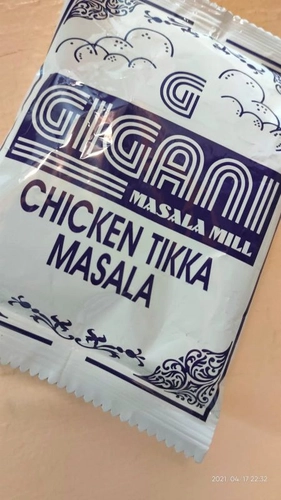 G
GIGANI
MASALA MILL
CHICKEN TIKKA
MASALA
2021-04-17 22:32